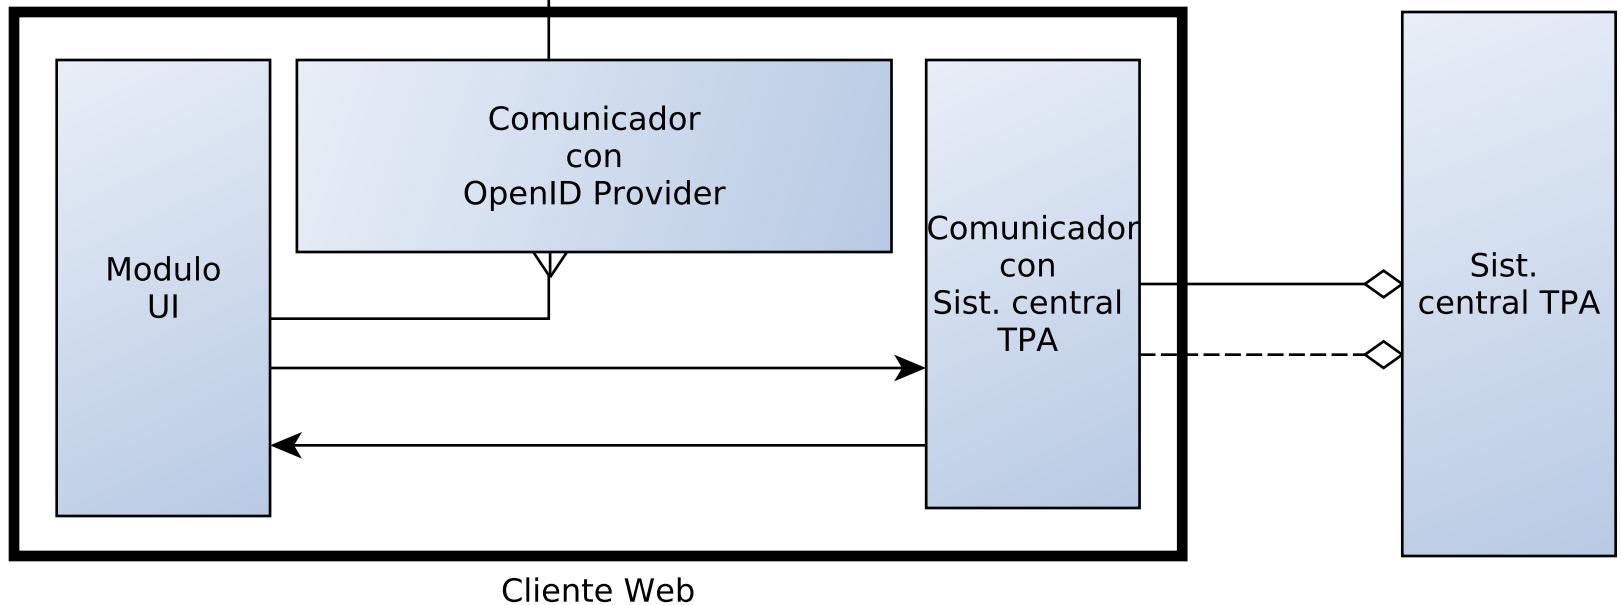 Modulo
UI
Comunicador
con
OpenID Provider
Comunicador
con
Sist. central
TPA
Sist.
central TPA
Cliente Web